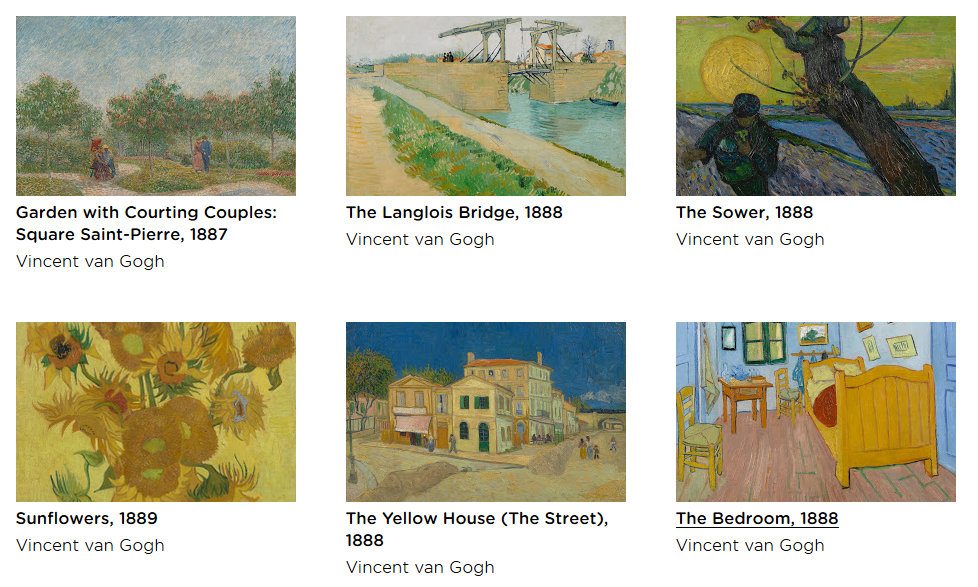 Garden with Courting Couples:
Square Saint-Pierre, 1887
Vincent van Gogh
The Langlois Bridge, 1888
Vincent van Gogh
The Sower, 1888
Vincent van Gogh
Sunflowers, 1889
Vincent van Gogh
The Yellow House (The Street),
1888
Vincent van Gogh
The Bedroom, 1888
Vincent van Gogh